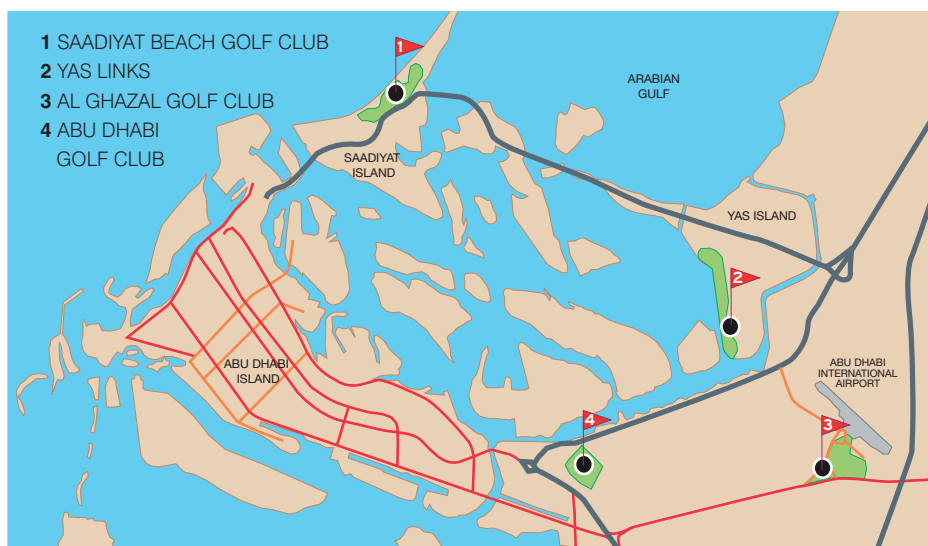 1 SAADIYAT BEACH GOLF CLUB
2 YAS LINKS
3 AL GHAZAL GOLF CLUB
4 ABU DHABI
GOLF CLUB
1
ARABIAN
GULF
SAADIYAT
ISLAND
YAS ISLAND
2
ABU DHABI
ISLAND
ABU DHABI
INTERNATIONAL
AIRPORT
4
3